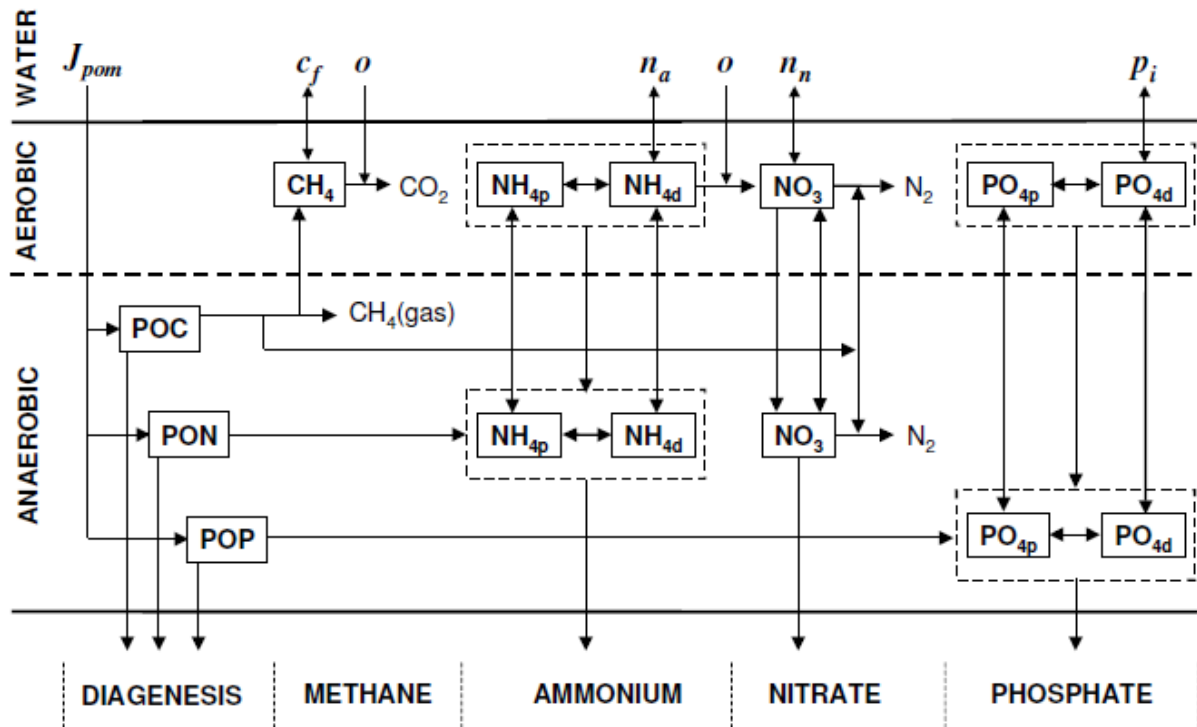 WATER
J_pom c_f o n_a o n_n p_i
AEROBIC
CH₄ CO₂ NH₄p NH₄d NO₃ N₂ PO₄p PO₄d
ANAEROBIC
POC CH₄(gas)
PON NH₄p NH₄d NO₃ N₂
POP PO₄p PO₄d
DIAGENESIS METHANE AMMONIUM NITRATE PHOSPHATE